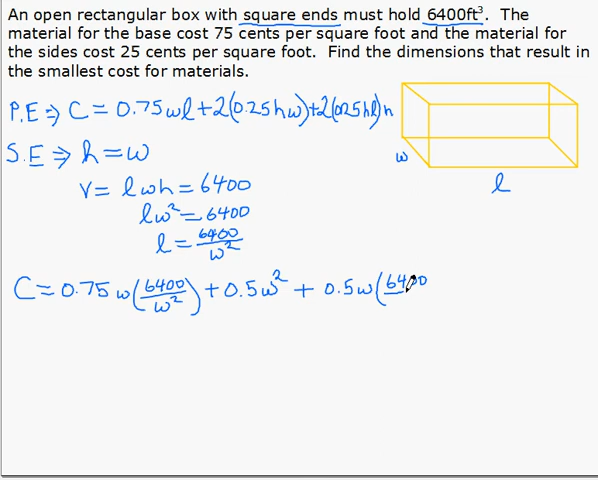 An open rectangular box with square ends must hold 6400ft³. The
material for the base cost 75 cents per square foot and the material for
the sides cost 25 cents per square foot. Find the dimensions that result in
the smallest cost for materials.
P.E ⇒ C = 0.75wl + 2(0.25hw) + 2(0.25hl) h
S.E ⇒ h = w
w
l
V = lwh = 6400
lw² = 6400
l = 6400/w²
C = 0.75w(6400/w²) + 0.5w² + 0.5w(6400